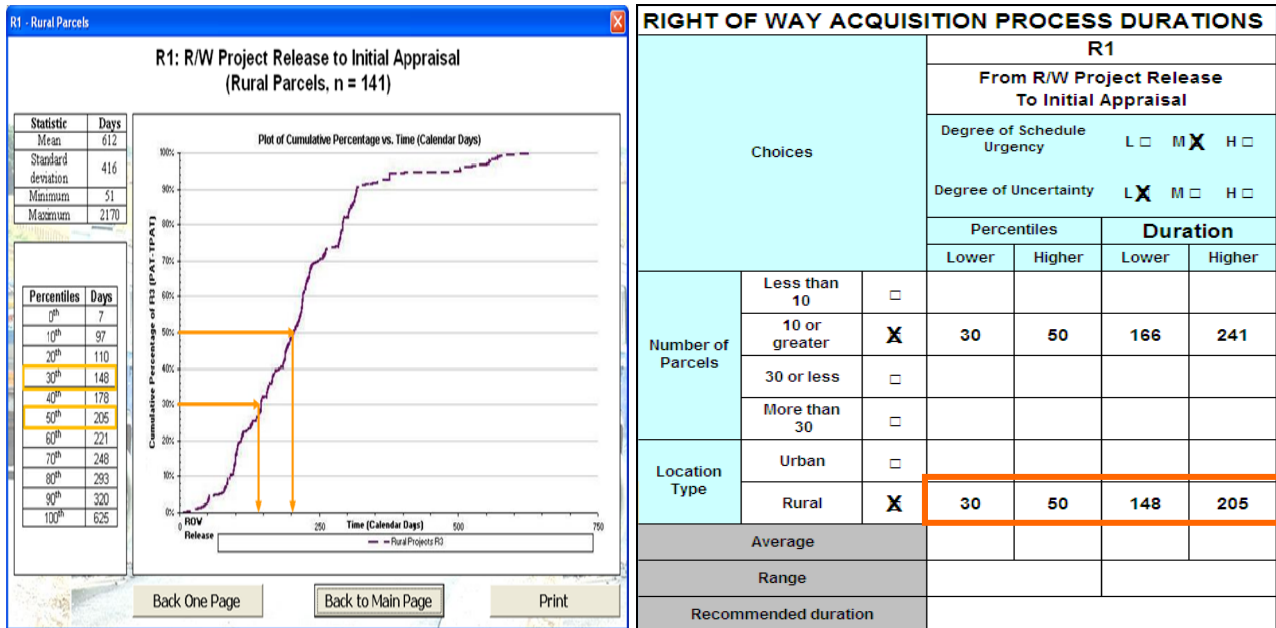 R1 - Rural Parcels
R1: R/W Project Release to Initial Appraisal
(Rural Parcels, n = 141)
Statistic Days
Mean 612
Standard deviation 416
Minimum 51
Maximum 2170
Percentiles Days
0th 7
10th 97
20th 110
30th 148
40th 178
50th 205
60th 221
70th 248
80th 293
90th 320
100th 625
Plot of Cumulative Percentage vs. Time (Calendar Days)
Cumulative Percentage of R3 (PAT-TPAT)
100%
90%
80%
70%
60%
50%
40%
30%
20%
10%
0%
0 250 500 750
ROW
Release
Time (Calendar Days)
Rural Projects R3
Back One Page Back to Main Page Print
RIGHT OF WAY ACQUISITION PROCESS DURATIONS
Choices
R1
From R/W Project Release
To Initial Appraisal
Degree of Schedule
Urgency
L M X H
Degree of Uncertainty
L X M H
Percentiles Duration
Lower Higher Lower Higher
Number of
Parcels
Less than
10
10 or
greater
X 30 50 166 241
30 or less
More than
30
Location
Type
Urban
Rural X 30 50 148 205
Average
Range
Recommended duration